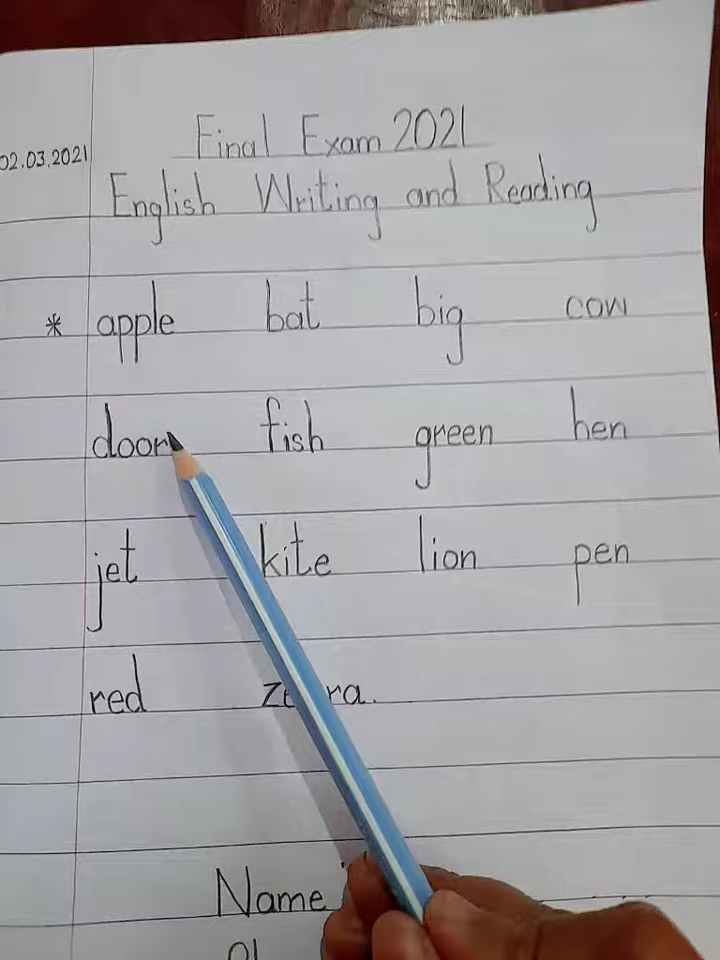 Final Exam 2021
02.03.2021
English Writing and Reading
* apple bat big cow
door fish green hen
jet kite lion pen
red
Name